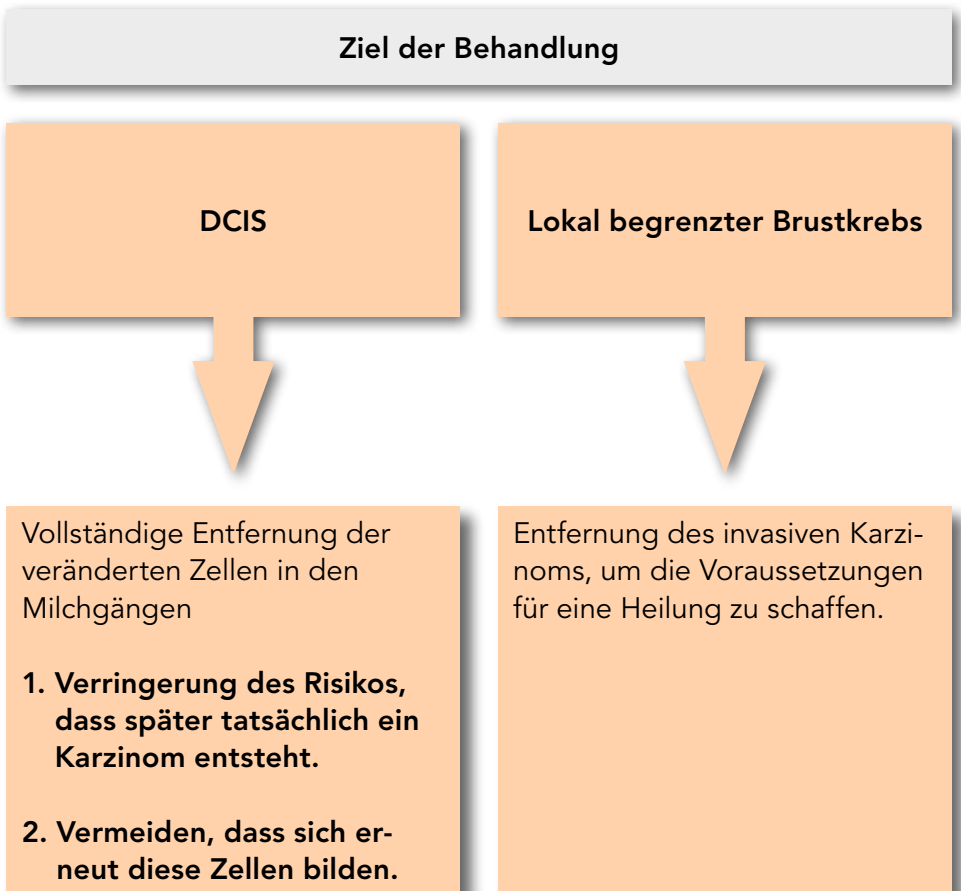 Ziel der Behandlung
DCIS
Lokal begrenzter Brustkrebs
Vollständige Entfernung der
veränderten Zellen in den
Milchgängen
1. Verringerung des Risikos,
dass später tatsächlich ein
Karzinom entsteht.
2. Vermeiden, dass sich er-
neut diese Zellen bilden.
Entfernung des invasiven Karzi-
noms, um die Voraussetzungen
für eine Heilung zu schaffen.